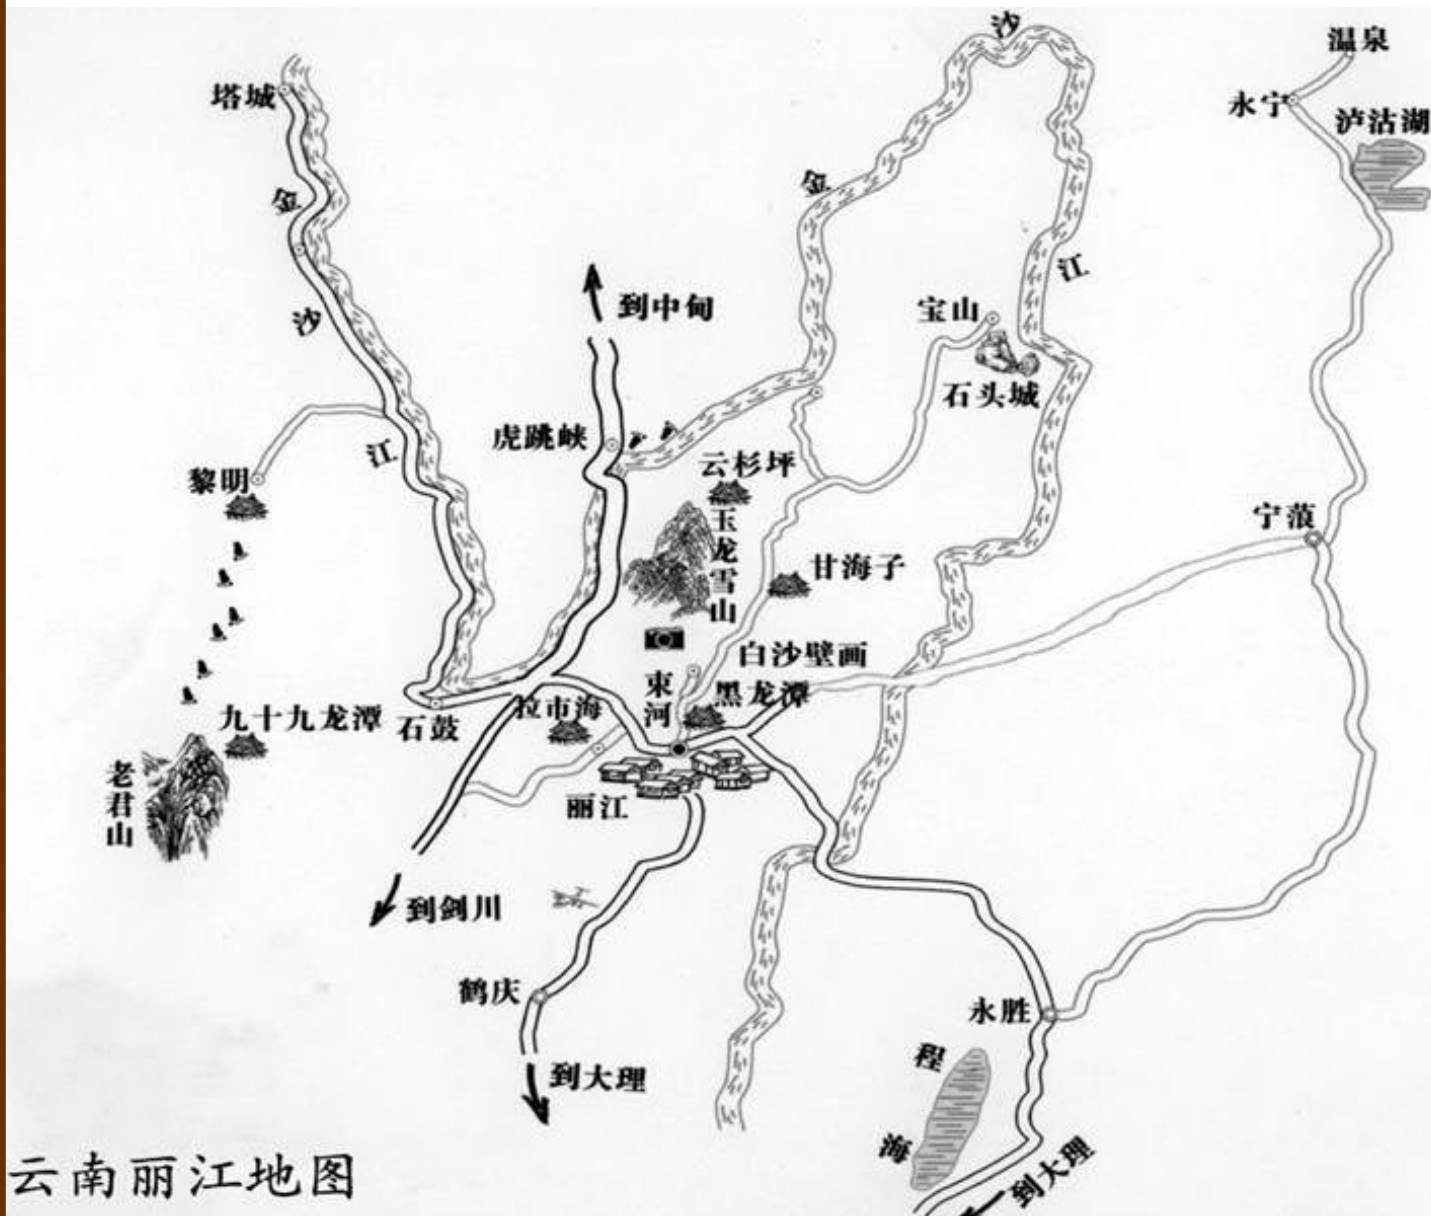 沙
温泉
永宁
泸沽湖
塔城
金
金
江
沙
到中甸
宝山
石头城
虎跳峡
江
云杉坪
黎明
玉龙雪山
宁蒗
甘海子
白沙壁画
束河
黑龙潭
九十九龙潭
石鼓
拉市海
老君山
丽江
到剑川
鹤庆
永胜
程
到大理
海
到大理
云南丽江地图